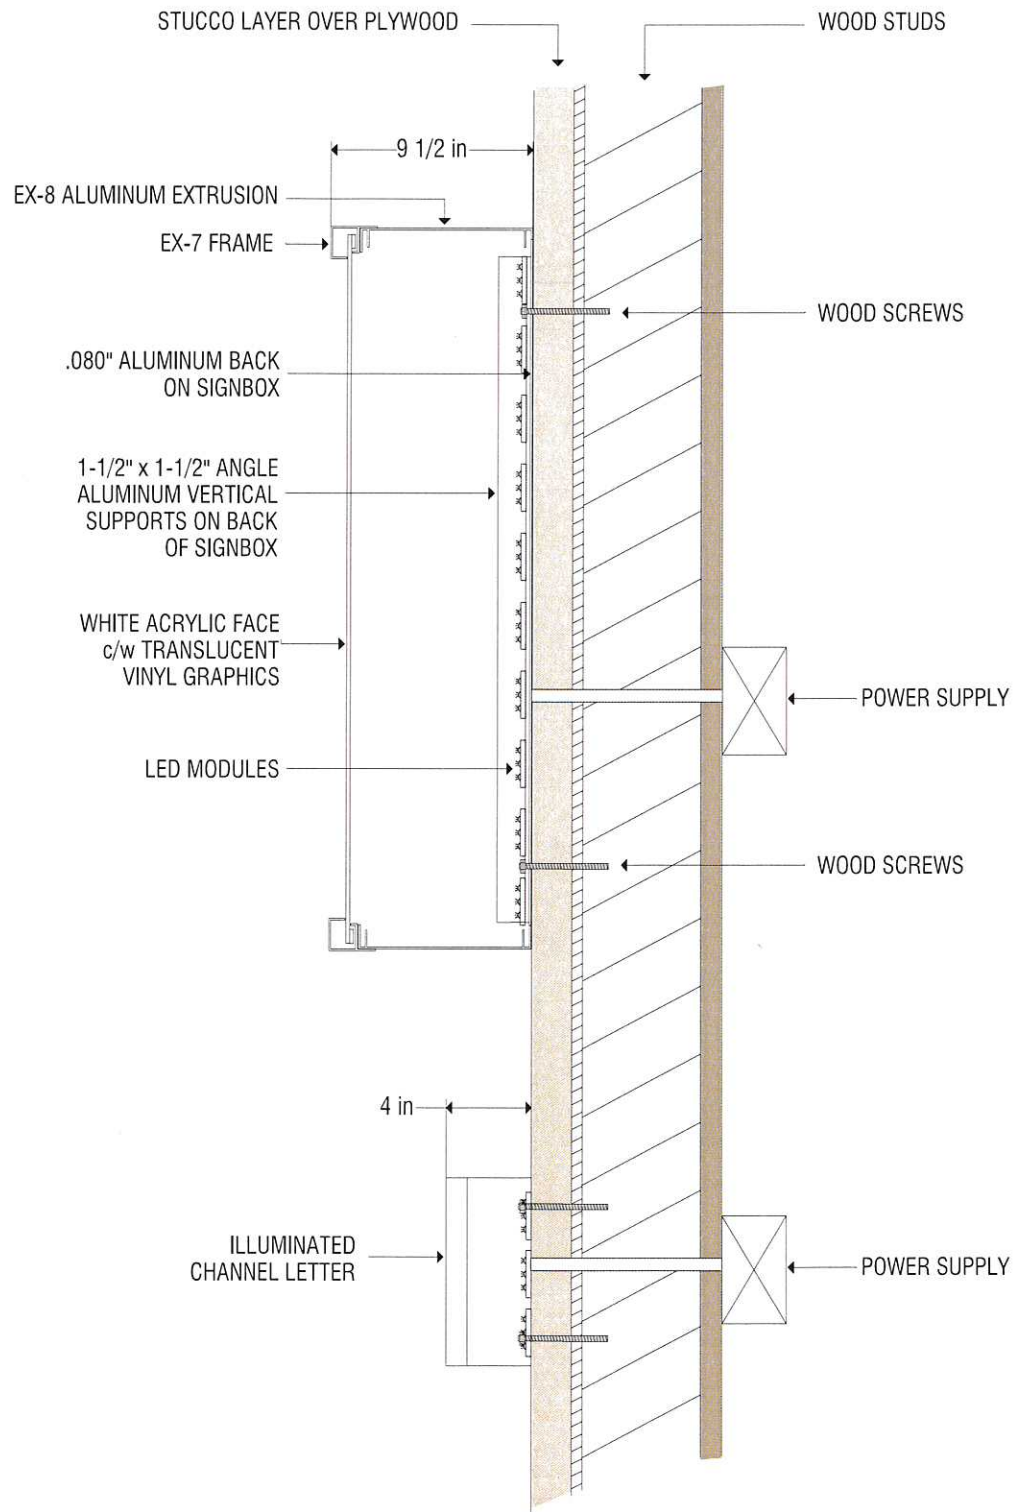 STUCCO LAYER OVER PLYWOOD
WOOD STUDS
9 1/2 in
EX-8 ALUMINUM EXTRUSION
EX-7 FRAME
WOOD SCREWS
.080" ALUMINUM BACK
ON SIGNBOX
1-1/2" x 1-1/2" ANGLE
ALUMINUM VERTICAL
SUPPORTS ON BACK
OF SIGNBOX
WHITE ACRYLIC FACE
c/w TRANSLUCENT
VINYL GRAPHICS
POWER SUPPLY
LED MODULES
WOOD SCREWS
4 in
ILLUMINATED
CHANNEL LETTER
POWER SUPPLY